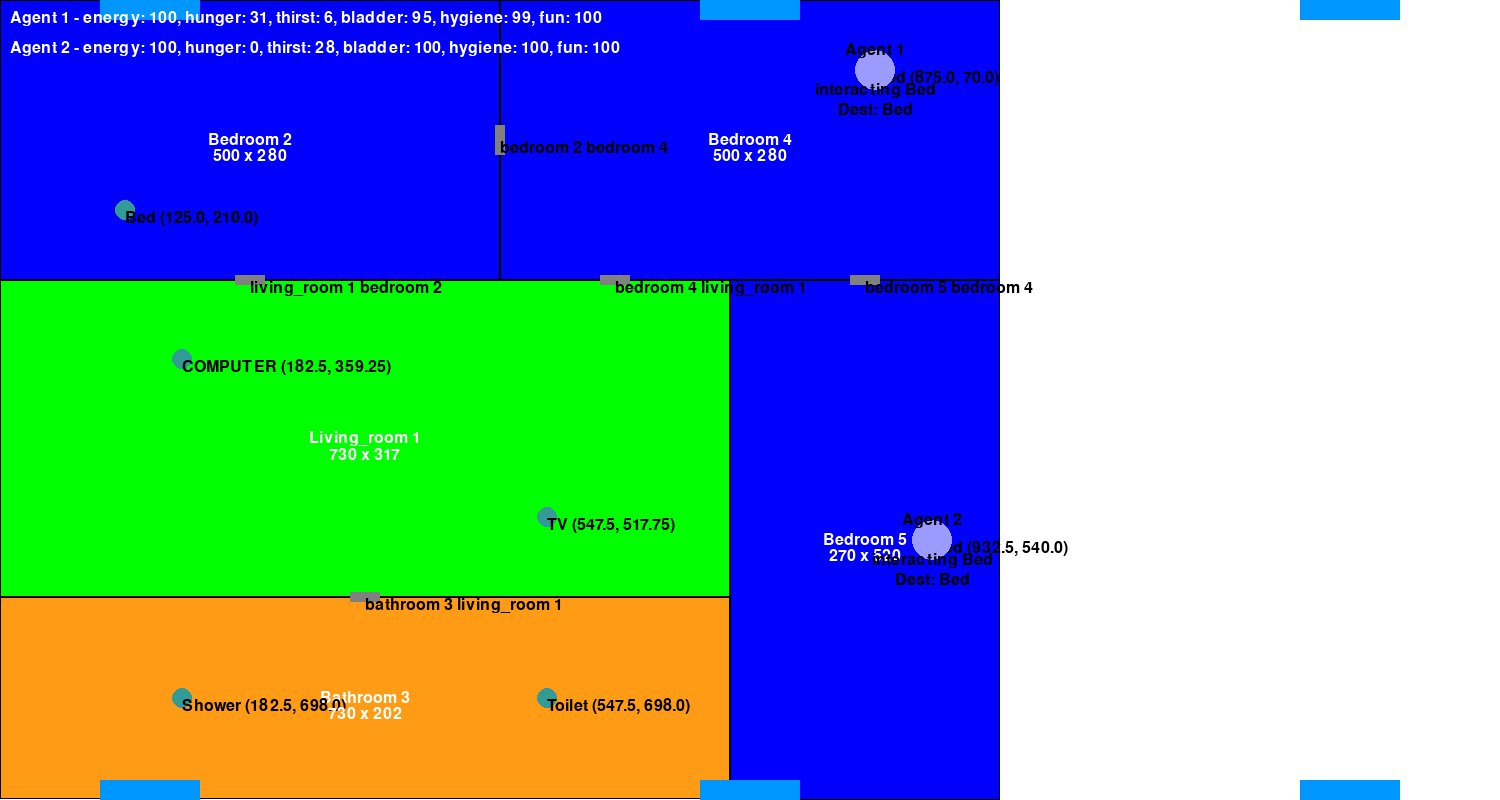 Agent 1 - energy: 100, hunger: 31, thirst: 6, bladder: 95, hygiene: 99, fun: 100
Agent 2 - energy: 100, hunger: 0, thirst: 28, bladder: 100, hygiene: 100, fun: 100
Agent 1
(875.0, 70.0)
interacting Bed
Dest: Bed
Bedroom 2
500 x 280
bedroom 2 bedroom 4
Bedroom 4
500 x 280
Bed (125.0, 210.0)
living_room 1 bedroom 2
bedroom 4 living_room 1
bedroom 5 bedroom 4
COMPUTER (182.5, 359.25)
Living_room 1
730 x 317
TV (547.5, 517.75)
Agent 2
Bedroom 5
(932.5, 540.0)
270 x
interacting Bed
Dest: Bed
bathroom 3 living_room 1
Shower (182.5, 698.0)
Bathroom 3
730 x 202
Toilet (547.5, 698.0)